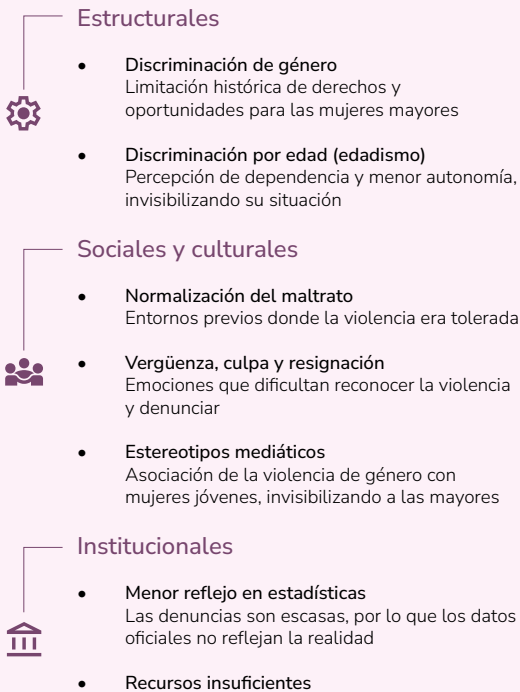 Estructurales
• Discriminación de género
Limitación histórica de derechos y
oportunidades para las mujeres mayores
• Discriminación por edad (edadismo)
Percepción de dependencia y menor autonomía,
invisibilizando su situación
Sociales y culturales
• Normalización del maltrato
Entornos previos donde la violencia era tolerada
• Vergüenza, culpa y resignación
Emociones que dificultan reconocer la violencia
y denunciar
• Estereotipos mediáticos
Asociación de la violencia de género con
mujeres jóvenes, invisibilizando a las mayores
Institucionales
• Menor reflejo en estadísticas
Las denuncias son escasas, por lo que los datos
oficiales no reflejan la realidad
• Recursos insuficientes